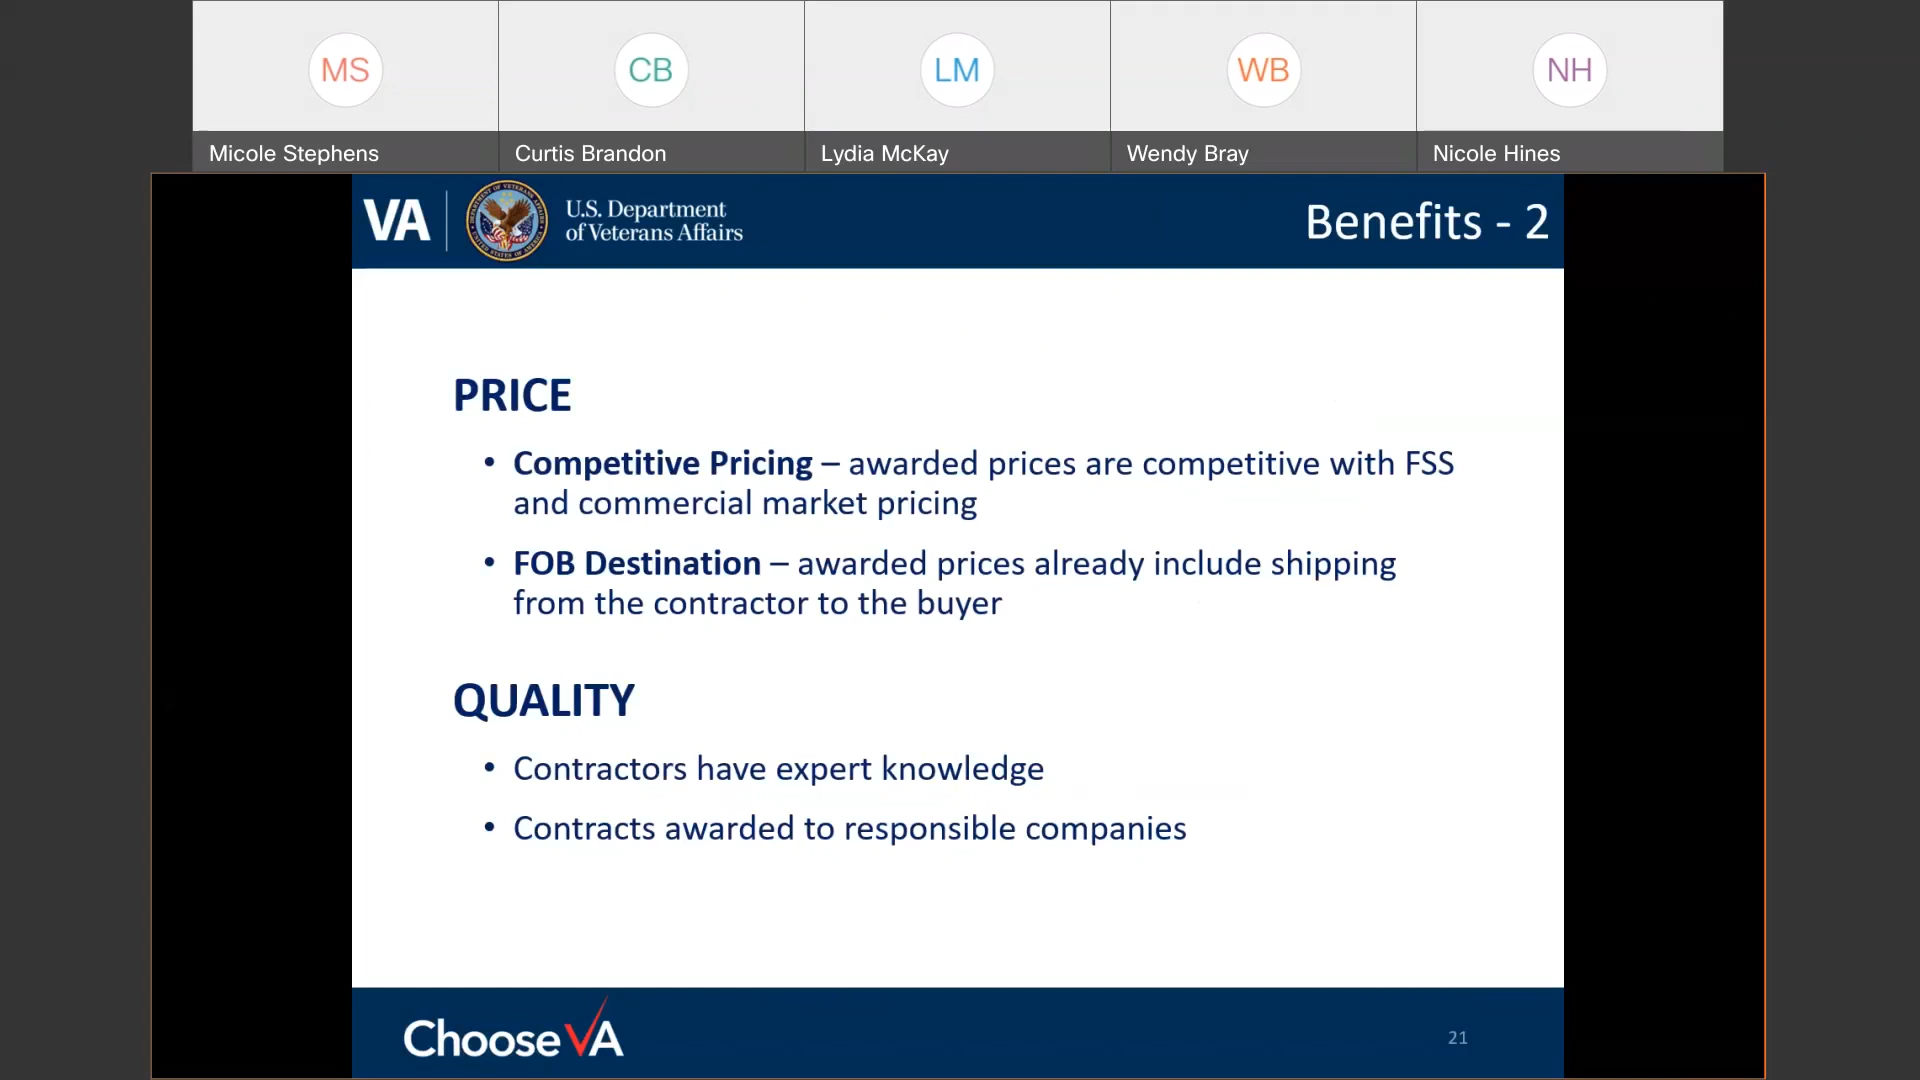 MS
CB
LM
WB
NH
Micole Stephens
Curtis Brandon
Lydia McKay
Wendy Bray
Nicole Hines
VA
U.S. Department
of Veterans Affairs
Benefits - 2
PRICE
• Competitive Pricing – awarded prices are competitive with FSS
and commercial market pricing
• FOB Destination – awarded prices already include shipping
from the contractor to the buyer
QUALITY
• Contractors have expert knowledge
• Contracts awarded to responsible companies
Choose VA
21